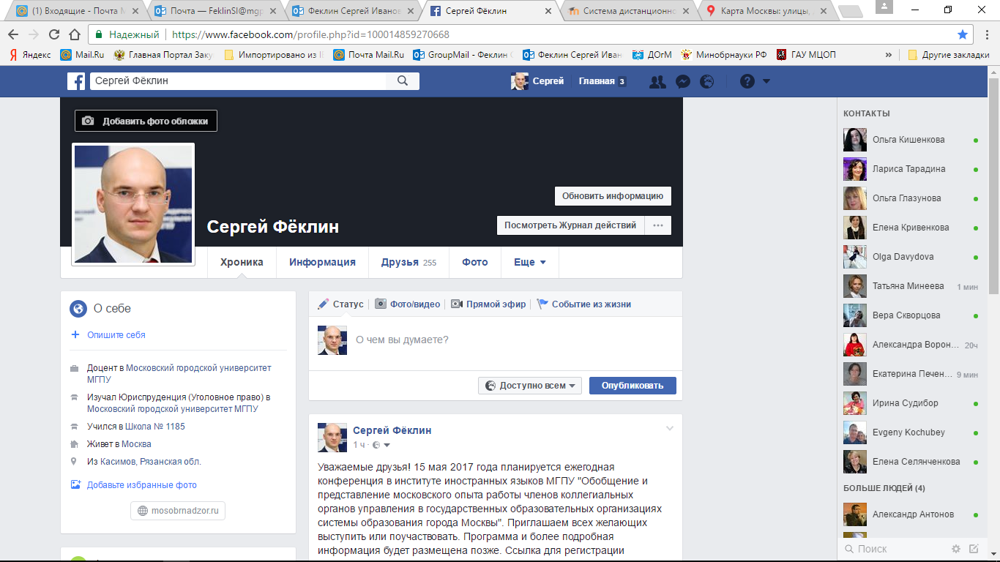 (1) Входящие - Почта M
Почта — FeklinSI@mgp
Феклин Сергей Иванов
Сергей Фёклин
Система дистанционно
Карта Москвы: улицы,
Надежный
https://www.facebook.com/profile.php?id=100014859270668
Яндекс
Mail.Ru
Главная Портал Заку
Импортировано из IE
Почта Mail.Ru
GroupMail - Феклин С
Феклин Сергей Иван
ДОгМ
Минобрнауки РФ
ГАУ МЦОП
»
Другие закладки
Сергей Фёклин
Сергей
Главная 3
Добавить фото обложки
Обновить информацию
Сергей Фёклин
Посмотреть Журнал действий
...
Хроника
Информация
Друзья 255
Фото
Еще
О себе
Опишите себя
Доцент в Московский городской университет
МГПУ
Изучал Юриспруденция (Уголовное право) в
Московский городской университет МГПУ
Учился в Школа № 1185
Живет в Москва
Из Касимов, Рязанская обл.
Добавьте избранные фото
mosobrnadzor.ru
Статус
Фото/видео
Прямой эфир
Событие из жизни
О чем вы думаете?
Доступно всем
Опубликовать
Сергей Фёклин
1 ч ·
Уважаемые друзья! 15 мая 2017 года планируется ежегодная
конференция в институте иностранных языков МГПУ "Обобщение и
представление московского опыта работы членов коллегиальных
органов управления в государственных образовательных организациях
системы образования города Москвы". Приглашаем всех желающих
выступить или поучаствовать. Программа и более подробная
информация будет размещена позже. Ссылка для регистрации
КОНТАКТЫ
Ольга Кишенкова
Лариса Тарадина
Ольга Глазунова
Елена Кривенкова
Olga Davydova
Татьяна Минеева 1 мин
Вера Скворцова
Александра Ворон... 20ч
Екатерина Печен... 9 мин
Ирина Судибор
Evgeny Kochubey
Елена Селянченкова
БОЛЬШЕ ЛЮДЕЙ (4)
Александр Антонов
Поиск